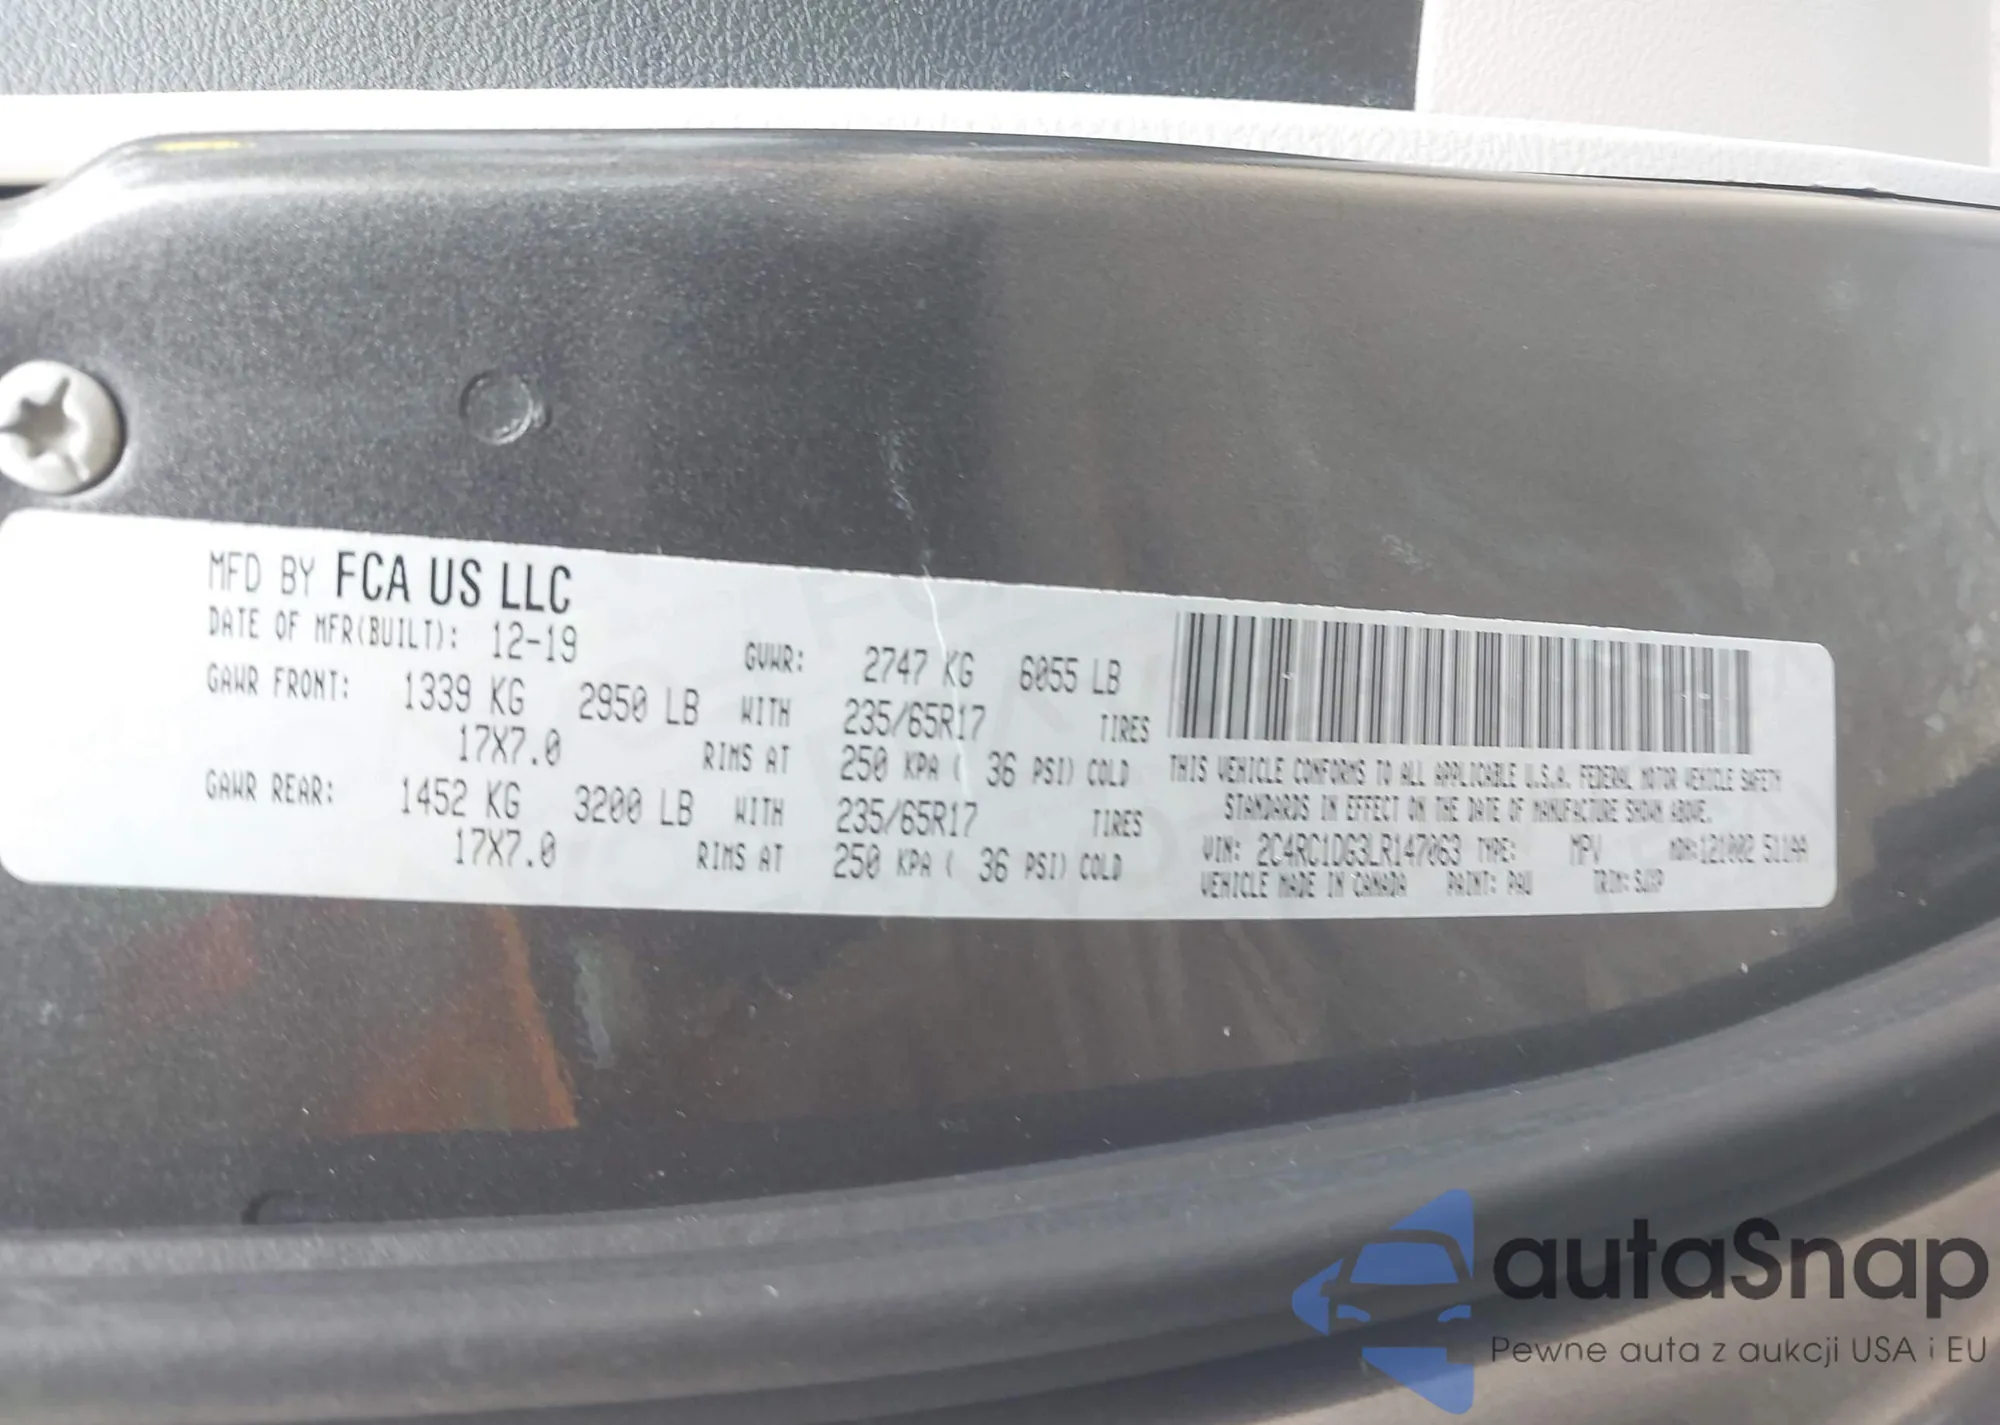 MFD BY FCA US LLC
DATE OF MFR(BUILT): 12-19 GVWR: 2747 KG 6055 LB
GAWR FRONT: 1339 KG 2950 LB WITH 235/65R17 TIRES
17X7.0 RIMS AT 250 KPA ( 36 PSI) COLD
GAWR REAR: 1452 KG 3200 LB WITH 235/65R17 TIRES
17X7.0 RIMS AT 250 KPA ( 36 PSI) COLD
THIS VEHICLE CONFORMS TO ALL APPLICABLE U.S.A. FEDERAL MOTOR VEHICLE SAFETY
STANDARDS IN EFFECT ON THE DATE OF MANUFACTURE SHOWN ABOVE.
VIN: 2C4RC1DG3LR147063 TYPE: MPV MDH:121002 511AA
VEHICLE MADE IN CANADA PAINT: PAU TRIM:
autaSnap
Pewne auta z aukcji USA i EU